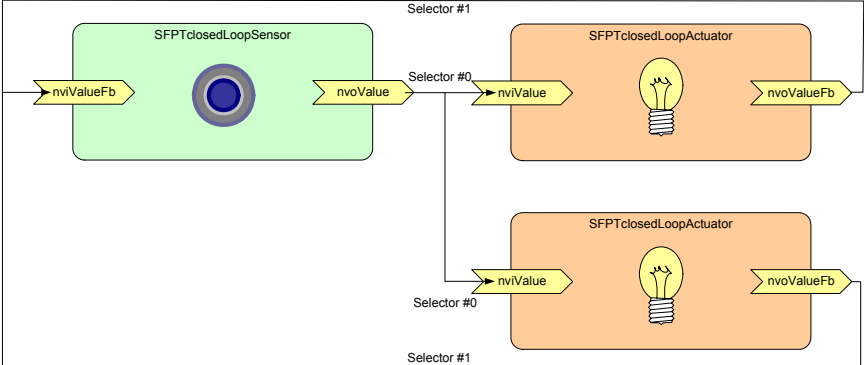 Selector #1
SFPTclosedLoopSensor
SFPTclosedLoopActuator
nviValueFb
nvoValue
Selector #0
nviValue
nvoValueFb
SFPTclosedLoopActuator
nviValue
nvoValueFb
Selector #0
Selector #1